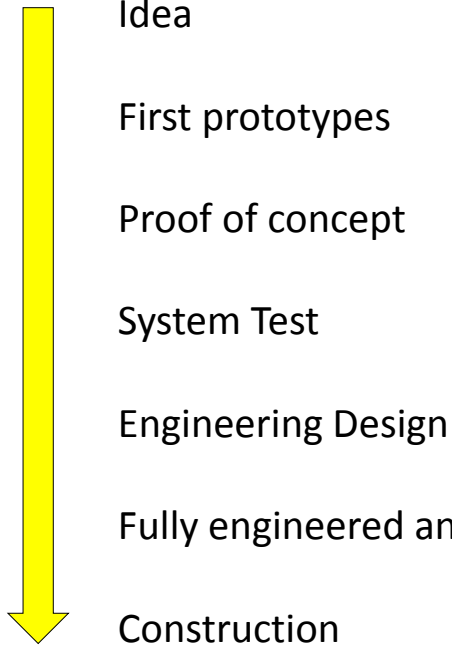 Idea
First prototypes
Proof of concept
System Test
Engineering Design
Fully engineered an
Construction